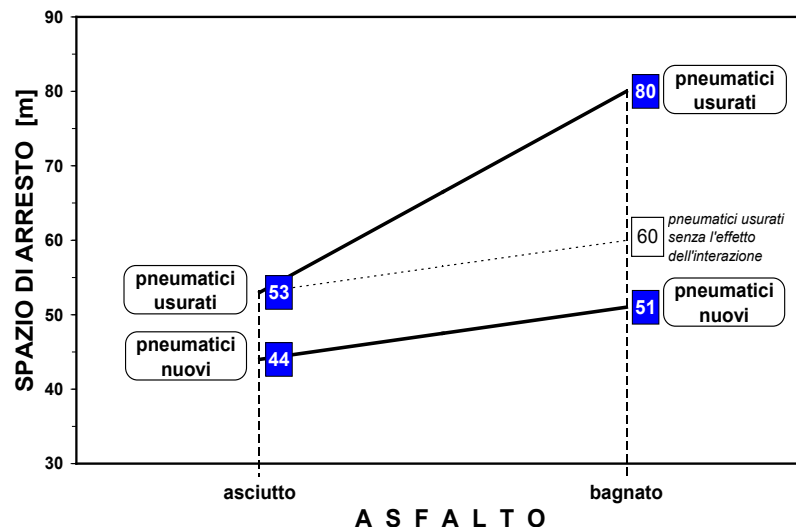 90
80
70
60
50
40
30
SPAZIO DI ARRESTO [m]
pneumatici
usurati
80
pneumatici usurati
senza l'effetto
dell'interazione
60
pneumatici
usurati
53
pneumatici
nuovi
51
pneumatici
nuovi
44
asciutto
bagnato
A S F A L T O